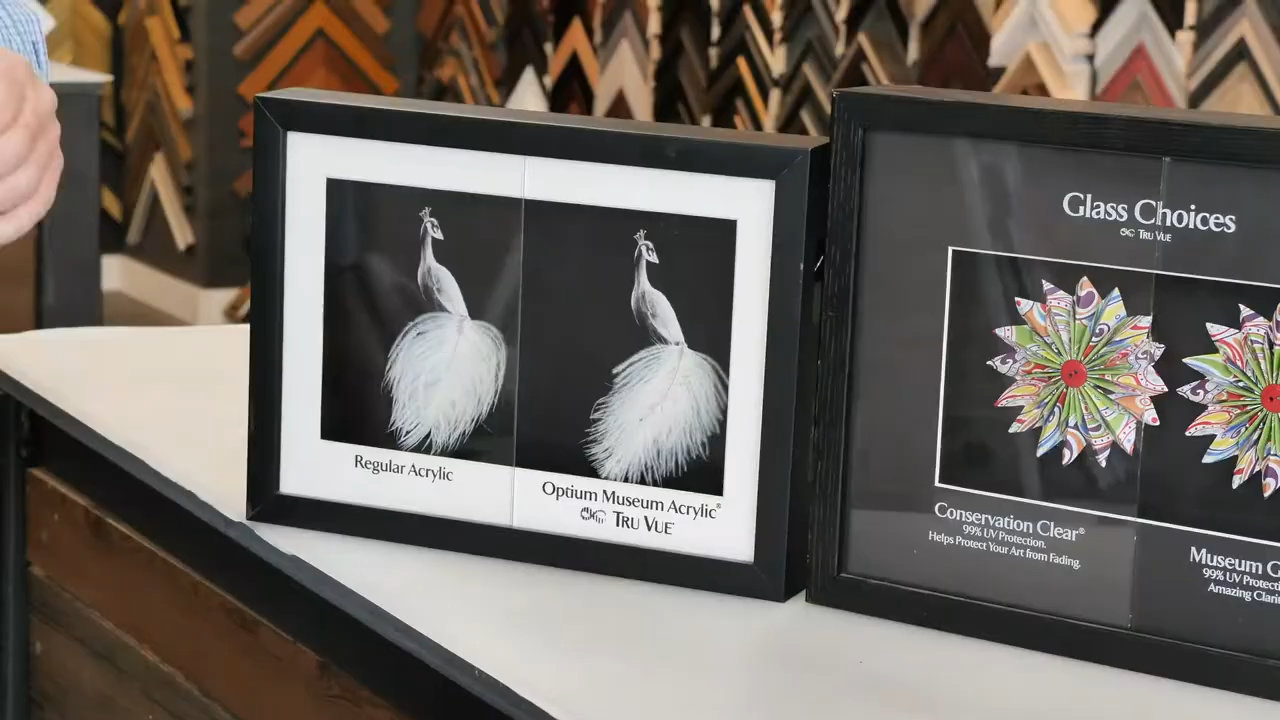 Regular Acrylic
Optium Museum Acrylic®
TRU VUE®
Glass Choices
TRU VUE
Conservation Clear®
99% UV Protection.
Helps Protect Your Art from Fading.
Museum G
99% UV Protecti
Amazing Clari